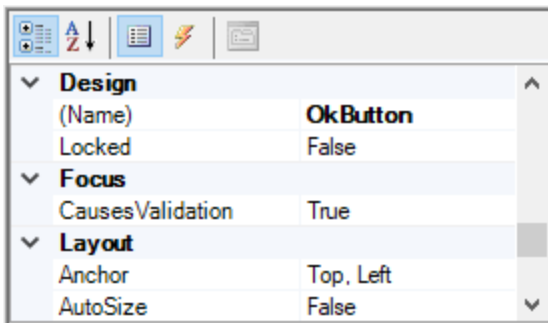 A
Z
Design
(Name) OkButton
Locked False
Focus
CausesValidation True
Layout
Anchor Top, Left
AutoSize False